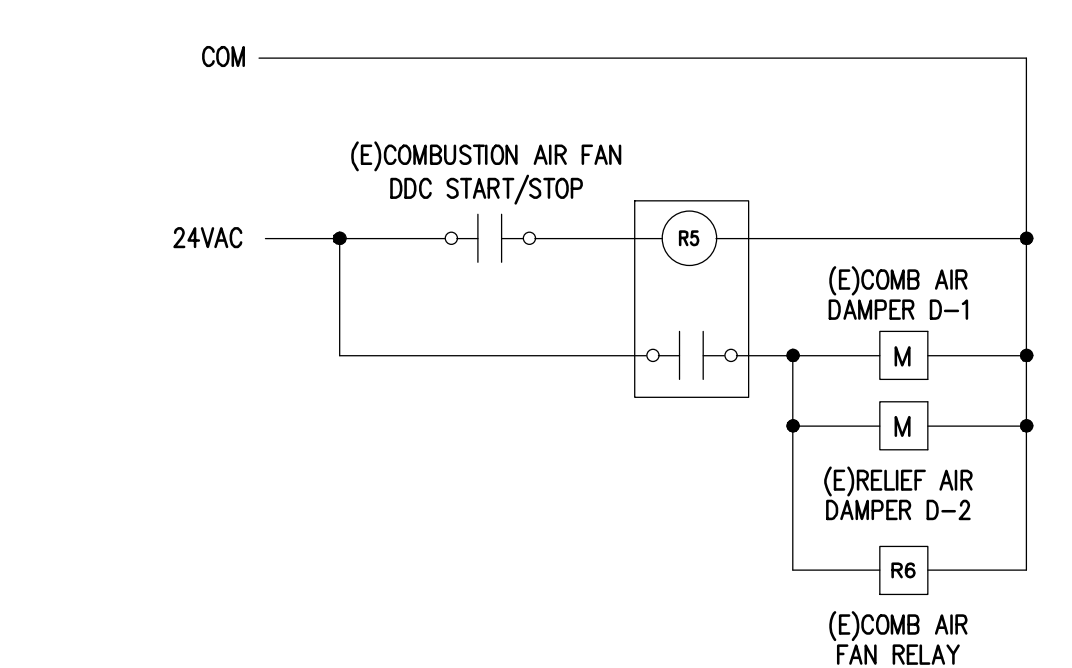 COM
(E)COMBUSTION AIR FAN
DDC START/STOP
24VAC
R5
(E)COMB AIR
DAMPER D-1
M
M
(E)RELIEF AIR
DAMPER D-2
R6
(E)COMB AIR
FAN RELAY